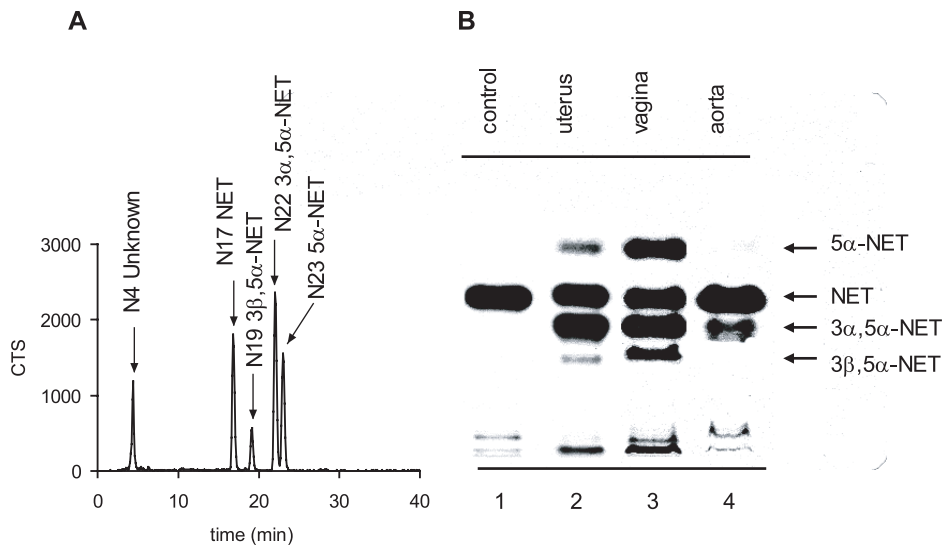 A
B
N4 Unknown
N17 NET
N19 3β,5α-NET
N22 3α,5α-NET
N23 5α-NET
3000
2000
1000
0
CTS
0 10 20 30 40
time (min)
control
uterus
vagina
aorta
5α-NET
NET
3α,5α-NET
3β,5α-NET
1 2 3 4